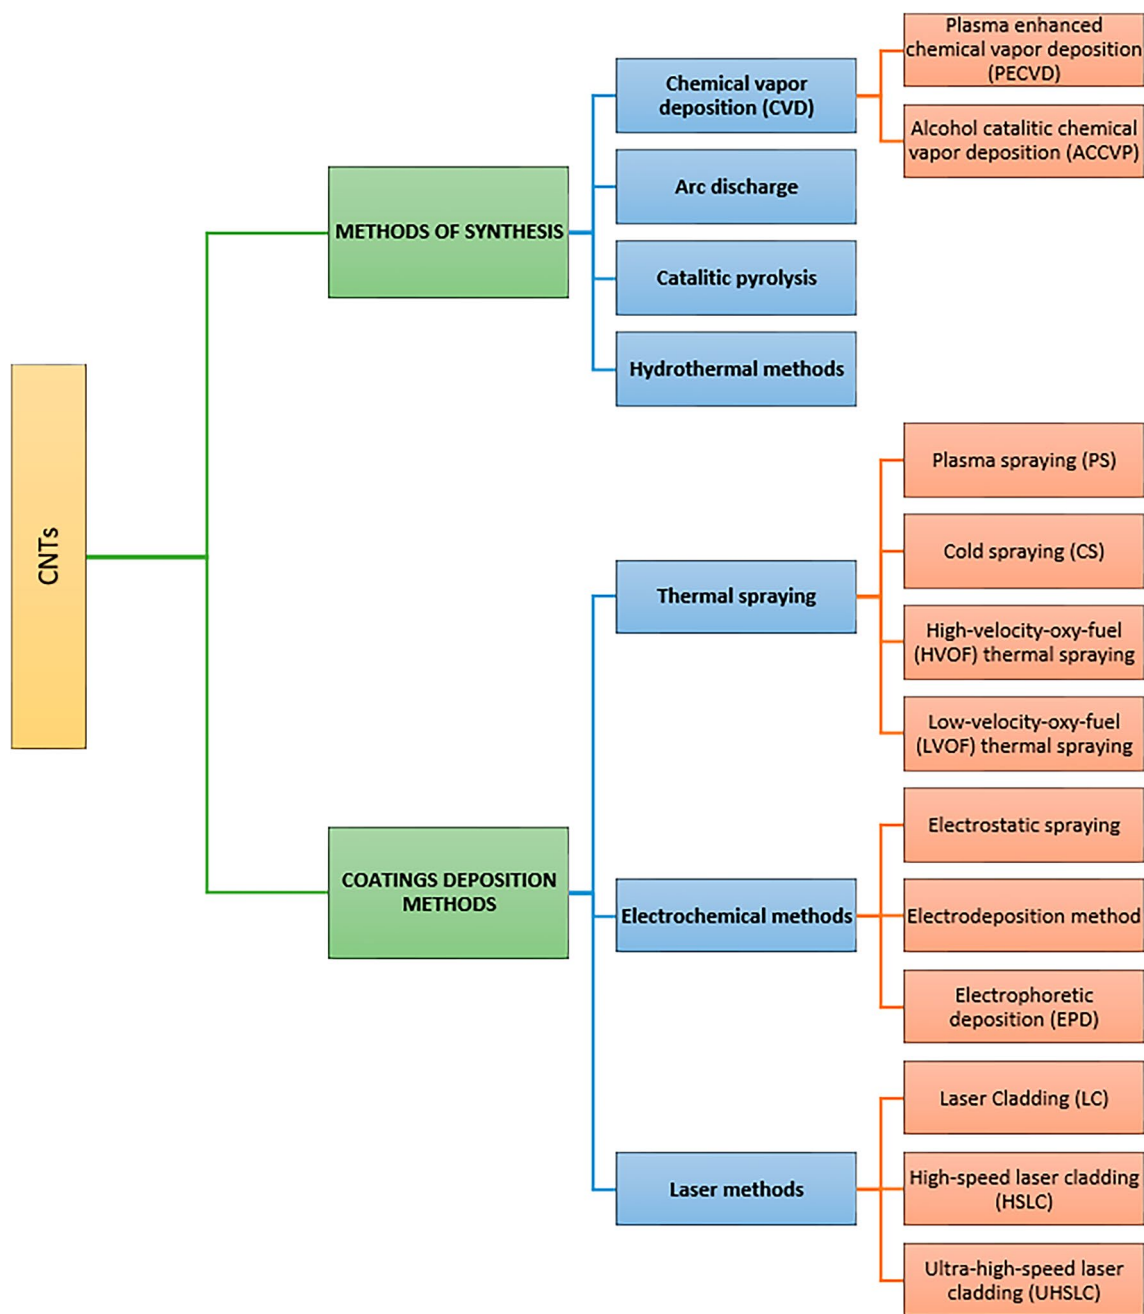 CNTs
METHODS OF SYNTHESIS
Chemical vapor
deposition (CVD)
Plasma enhanced
chemical vapor deposition
(PECVD)
Alcohol catalitic chemical
vapor deposition (ACCVP)
Arc discharge
Catalitic pyrolysis
Hydrothermal methods
COATINGS DEPOSITION
METHODS
Thermal spraying
Plasma spraying (PS)
Cold spraying (CS)
High-velocity-oxy-fuel
(HVOF) thermal spraying
Low-velocity-oxy-fuel
(LVOF) thermal spraying
Electrochemical methods
Electrostatic spraying
Electrodeposition method
Electrophoretic
deposition (EPD)
Laser methods
Laser Cladding (LC)
High-speed laser cladding
(HSLC)
Ultra-high-speed laser
cladding (UHSLC)